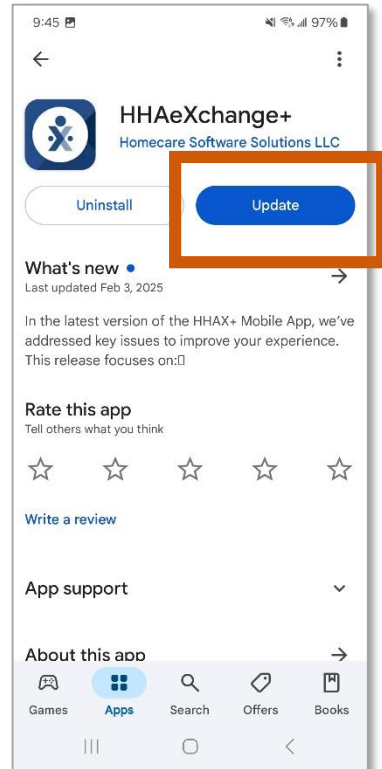 9:45 97%
HHAeXchange+
Homecare Software Solutions LLC
Uninstall Update
What's new
Last updated Feb 3, 2025
In the latest version of the HHAX+ Mobile App, we've
addressed key issues to improve your experience.
This release focuses on:
Rate this app
Tell others what you think
Write a review
App support
About this app
Games Apps Search Offers Books